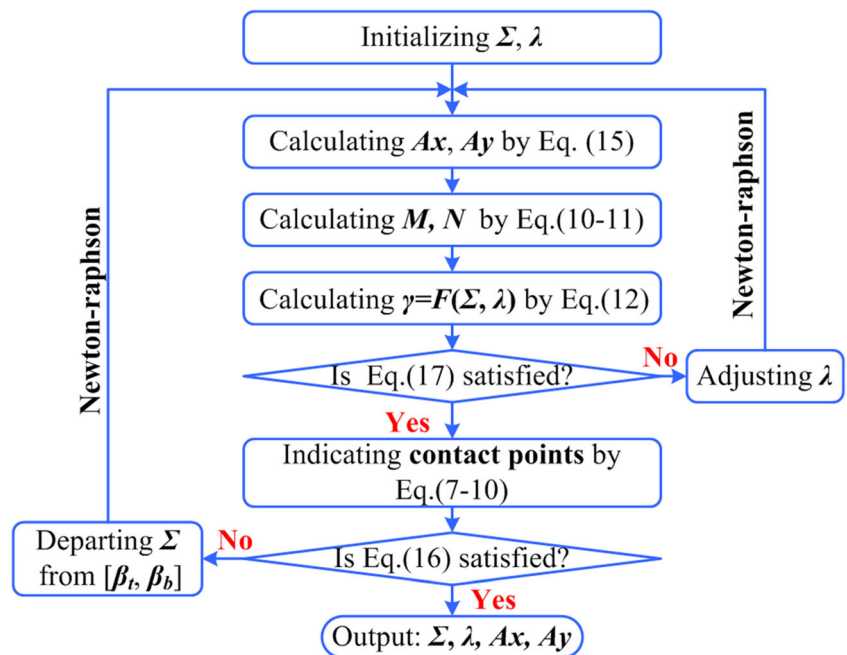 Initializing Σ, λ
Calculating Ax, Ay by Eq. (15)
Calculating M, N by Eq.(10-11)
Calculating γ=F(Σ, λ) by Eq.(12)
Is Eq.(17) satisfied?
No
Adjusting λ
Newton-raphson
Yes
Indicating contact points by
Eq.(7-10)
Is Eq.(16) satisfied?
No
Departing Σ
from [βt, βb]
Newton-raphson
Yes
Output: Σ, λ, Ax, Ay